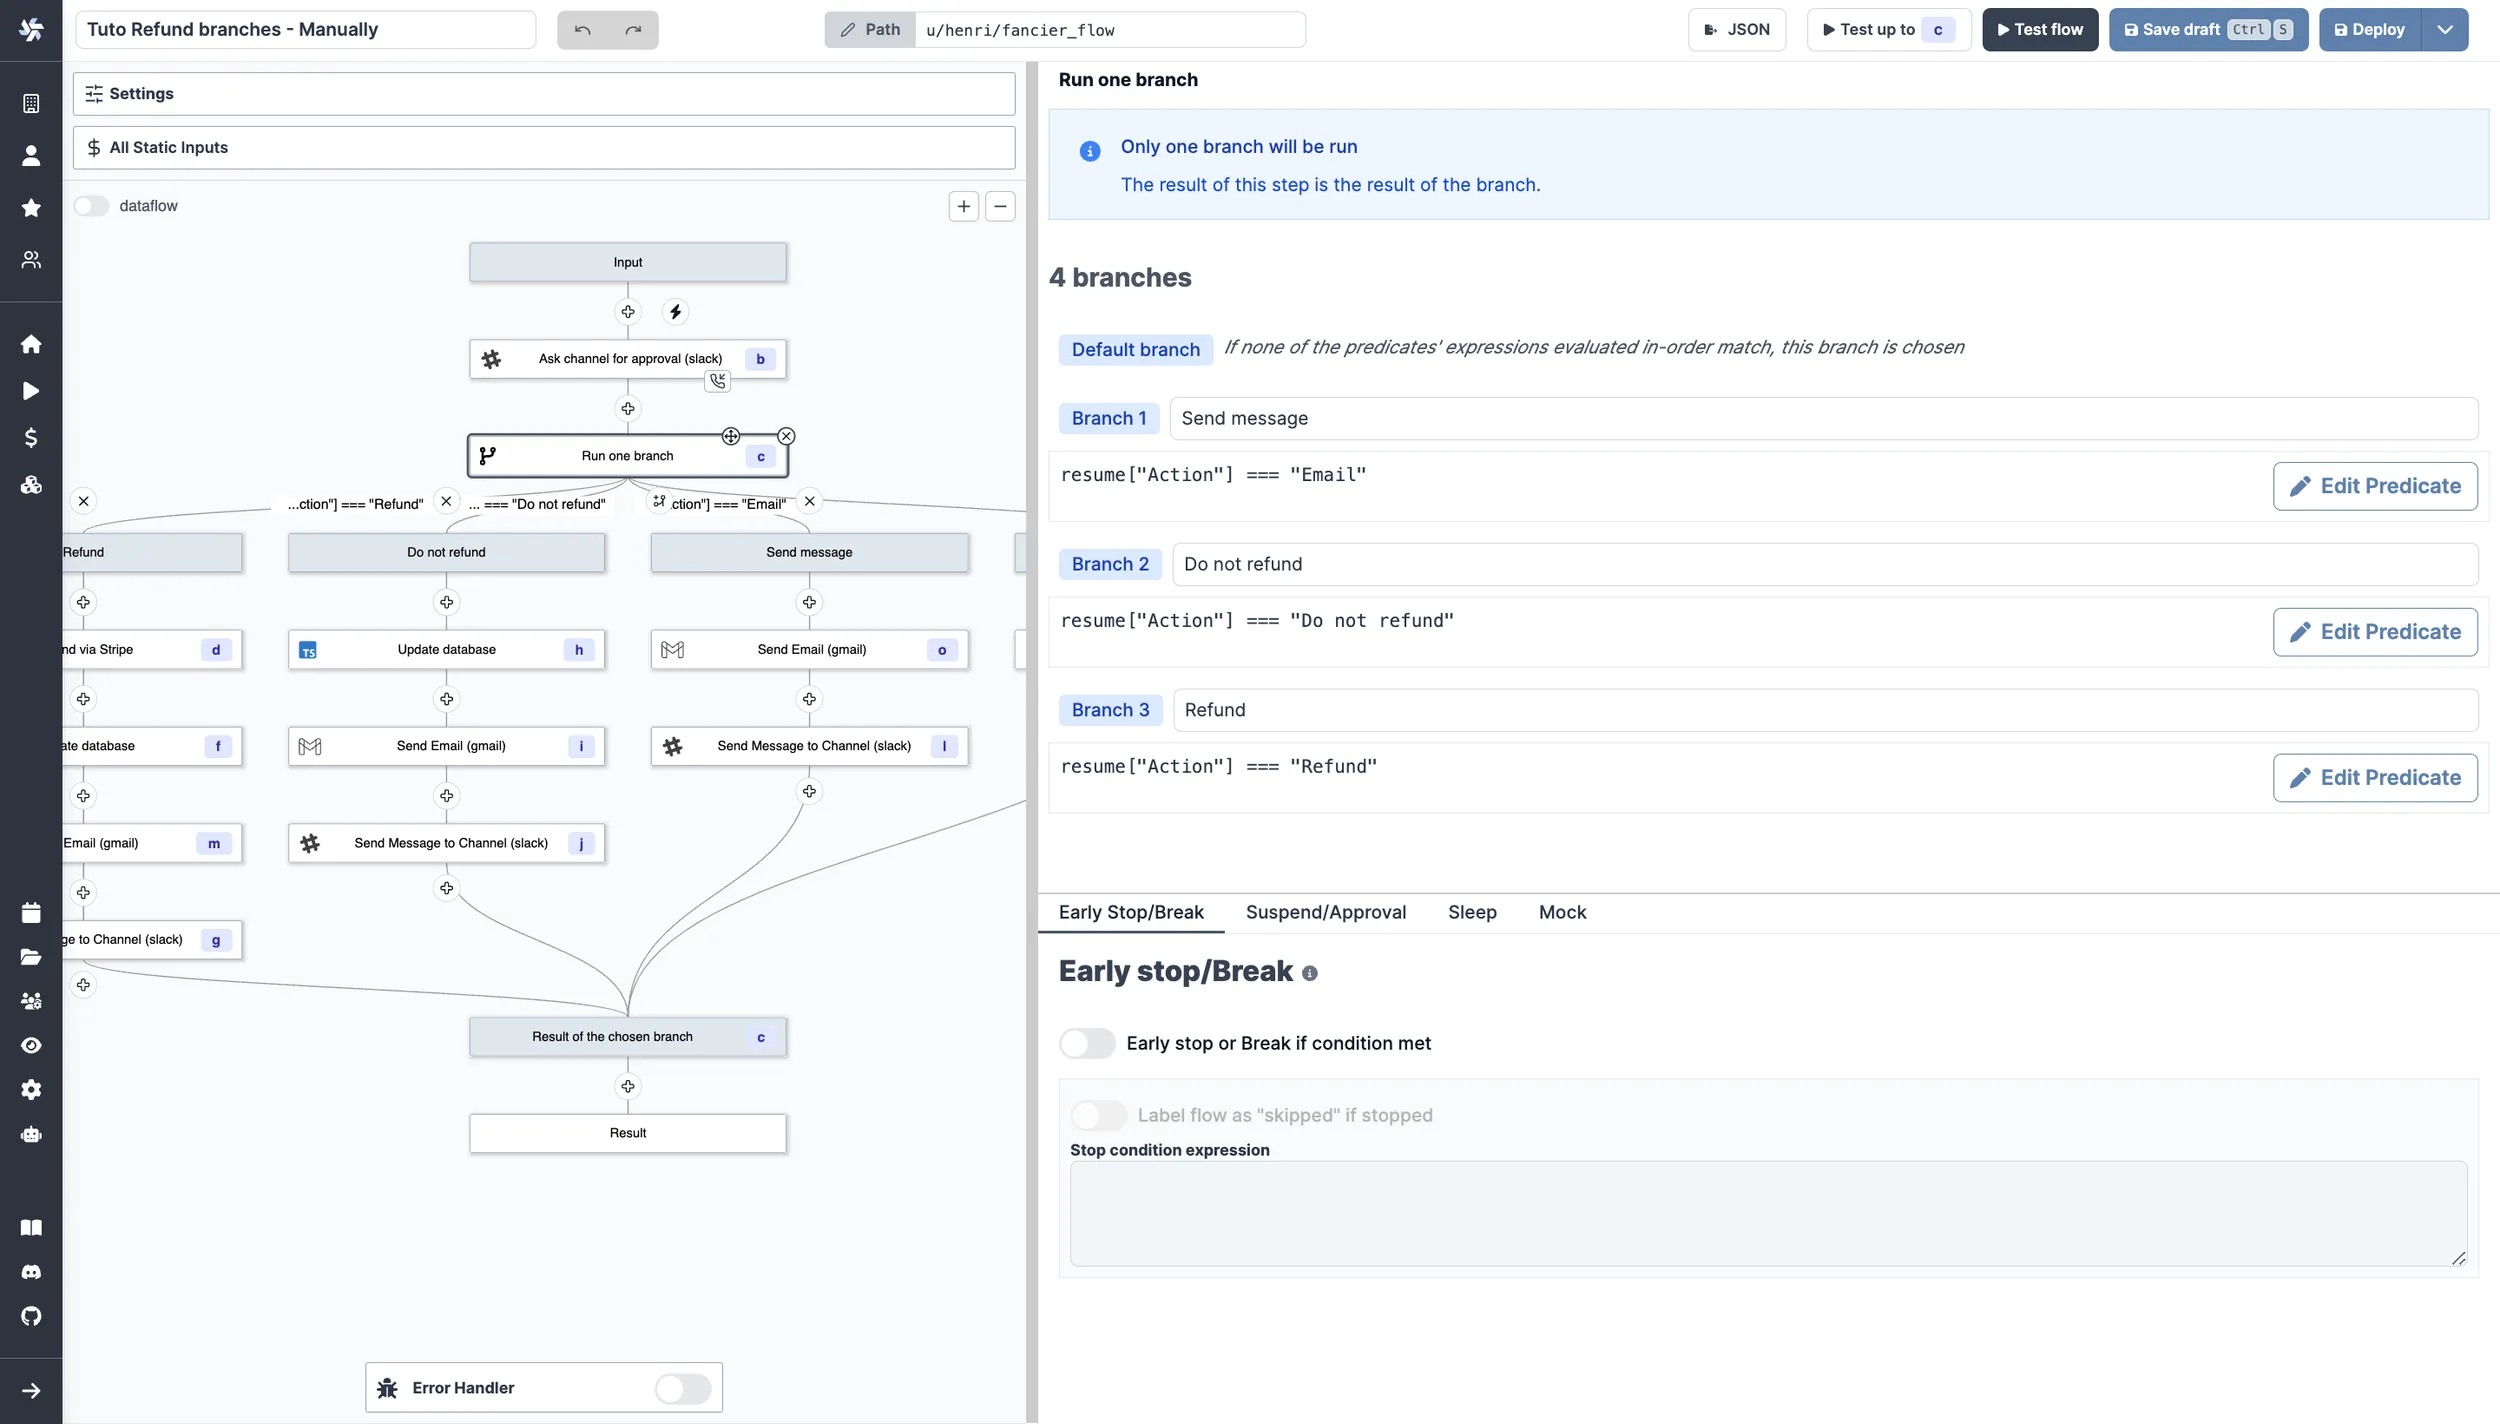 Tuto Refund branches - Manually
Path
u/henri/fancier_flow
JSON
Test up to c
Test flow
Save draft Ctrl S
Deploy
Settings
All Static Inputs
dataflow
Input
Ask channel for approval (slack) b
Run one branch c
...ction"] === "Refund"
... === "Do not refund"
ction"] === "Email"
Refund
Do not refund
Send message
nd via Stripe d
Update database h
Send Email (gmail) o
ate database f
Send Email (gmail) i
Send Message to Channel (slack) l
Email (gmail) m
Send Message to Channel (slack) j
ge to Channel (slack) g
Result of the chosen branch c
Result
Error Handler
Run one branch
Only one branch will be run
The result of this step is the result of the branch.
4 branches
Default branch If none of the predicates' expressions evaluated in-order match, this branch is chosen
Branch 1 Send message
resume["Action"] === "Email"
Edit Predicate
Branch 2 Do not refund
resume["Action"] === "Do not refund"
Edit Predicate
Branch 3 Refund
resume["Action"] === "Refund"
Edit Predicate
Early Stop/Break Suspend/Approval Sleep Mock
Early stop/Break
Early stop or Break if condition met
Label flow as "skipped" if stopped
Stop condition expression